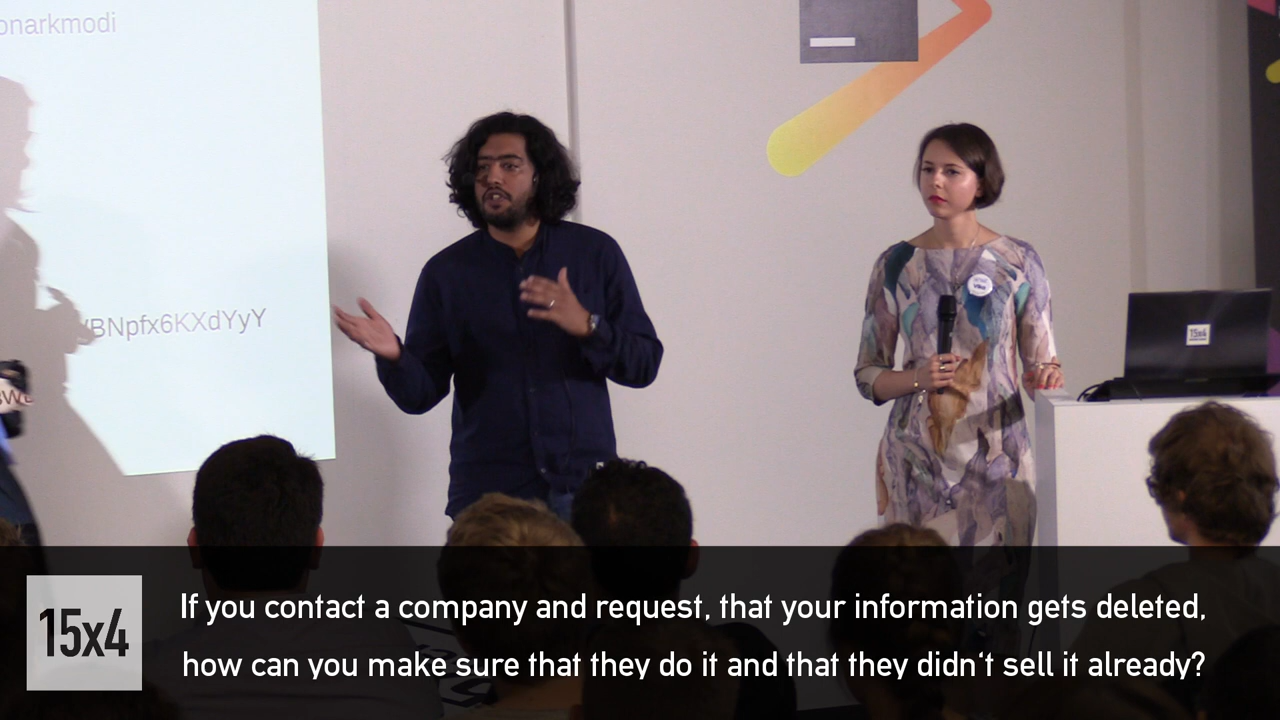 onarkmodi
BNpfx6KXdYyY
15x4
15x4
If you contact a company and request, that your information gets deleted,
how can you make sure that they do it and that they didn't sell it already?